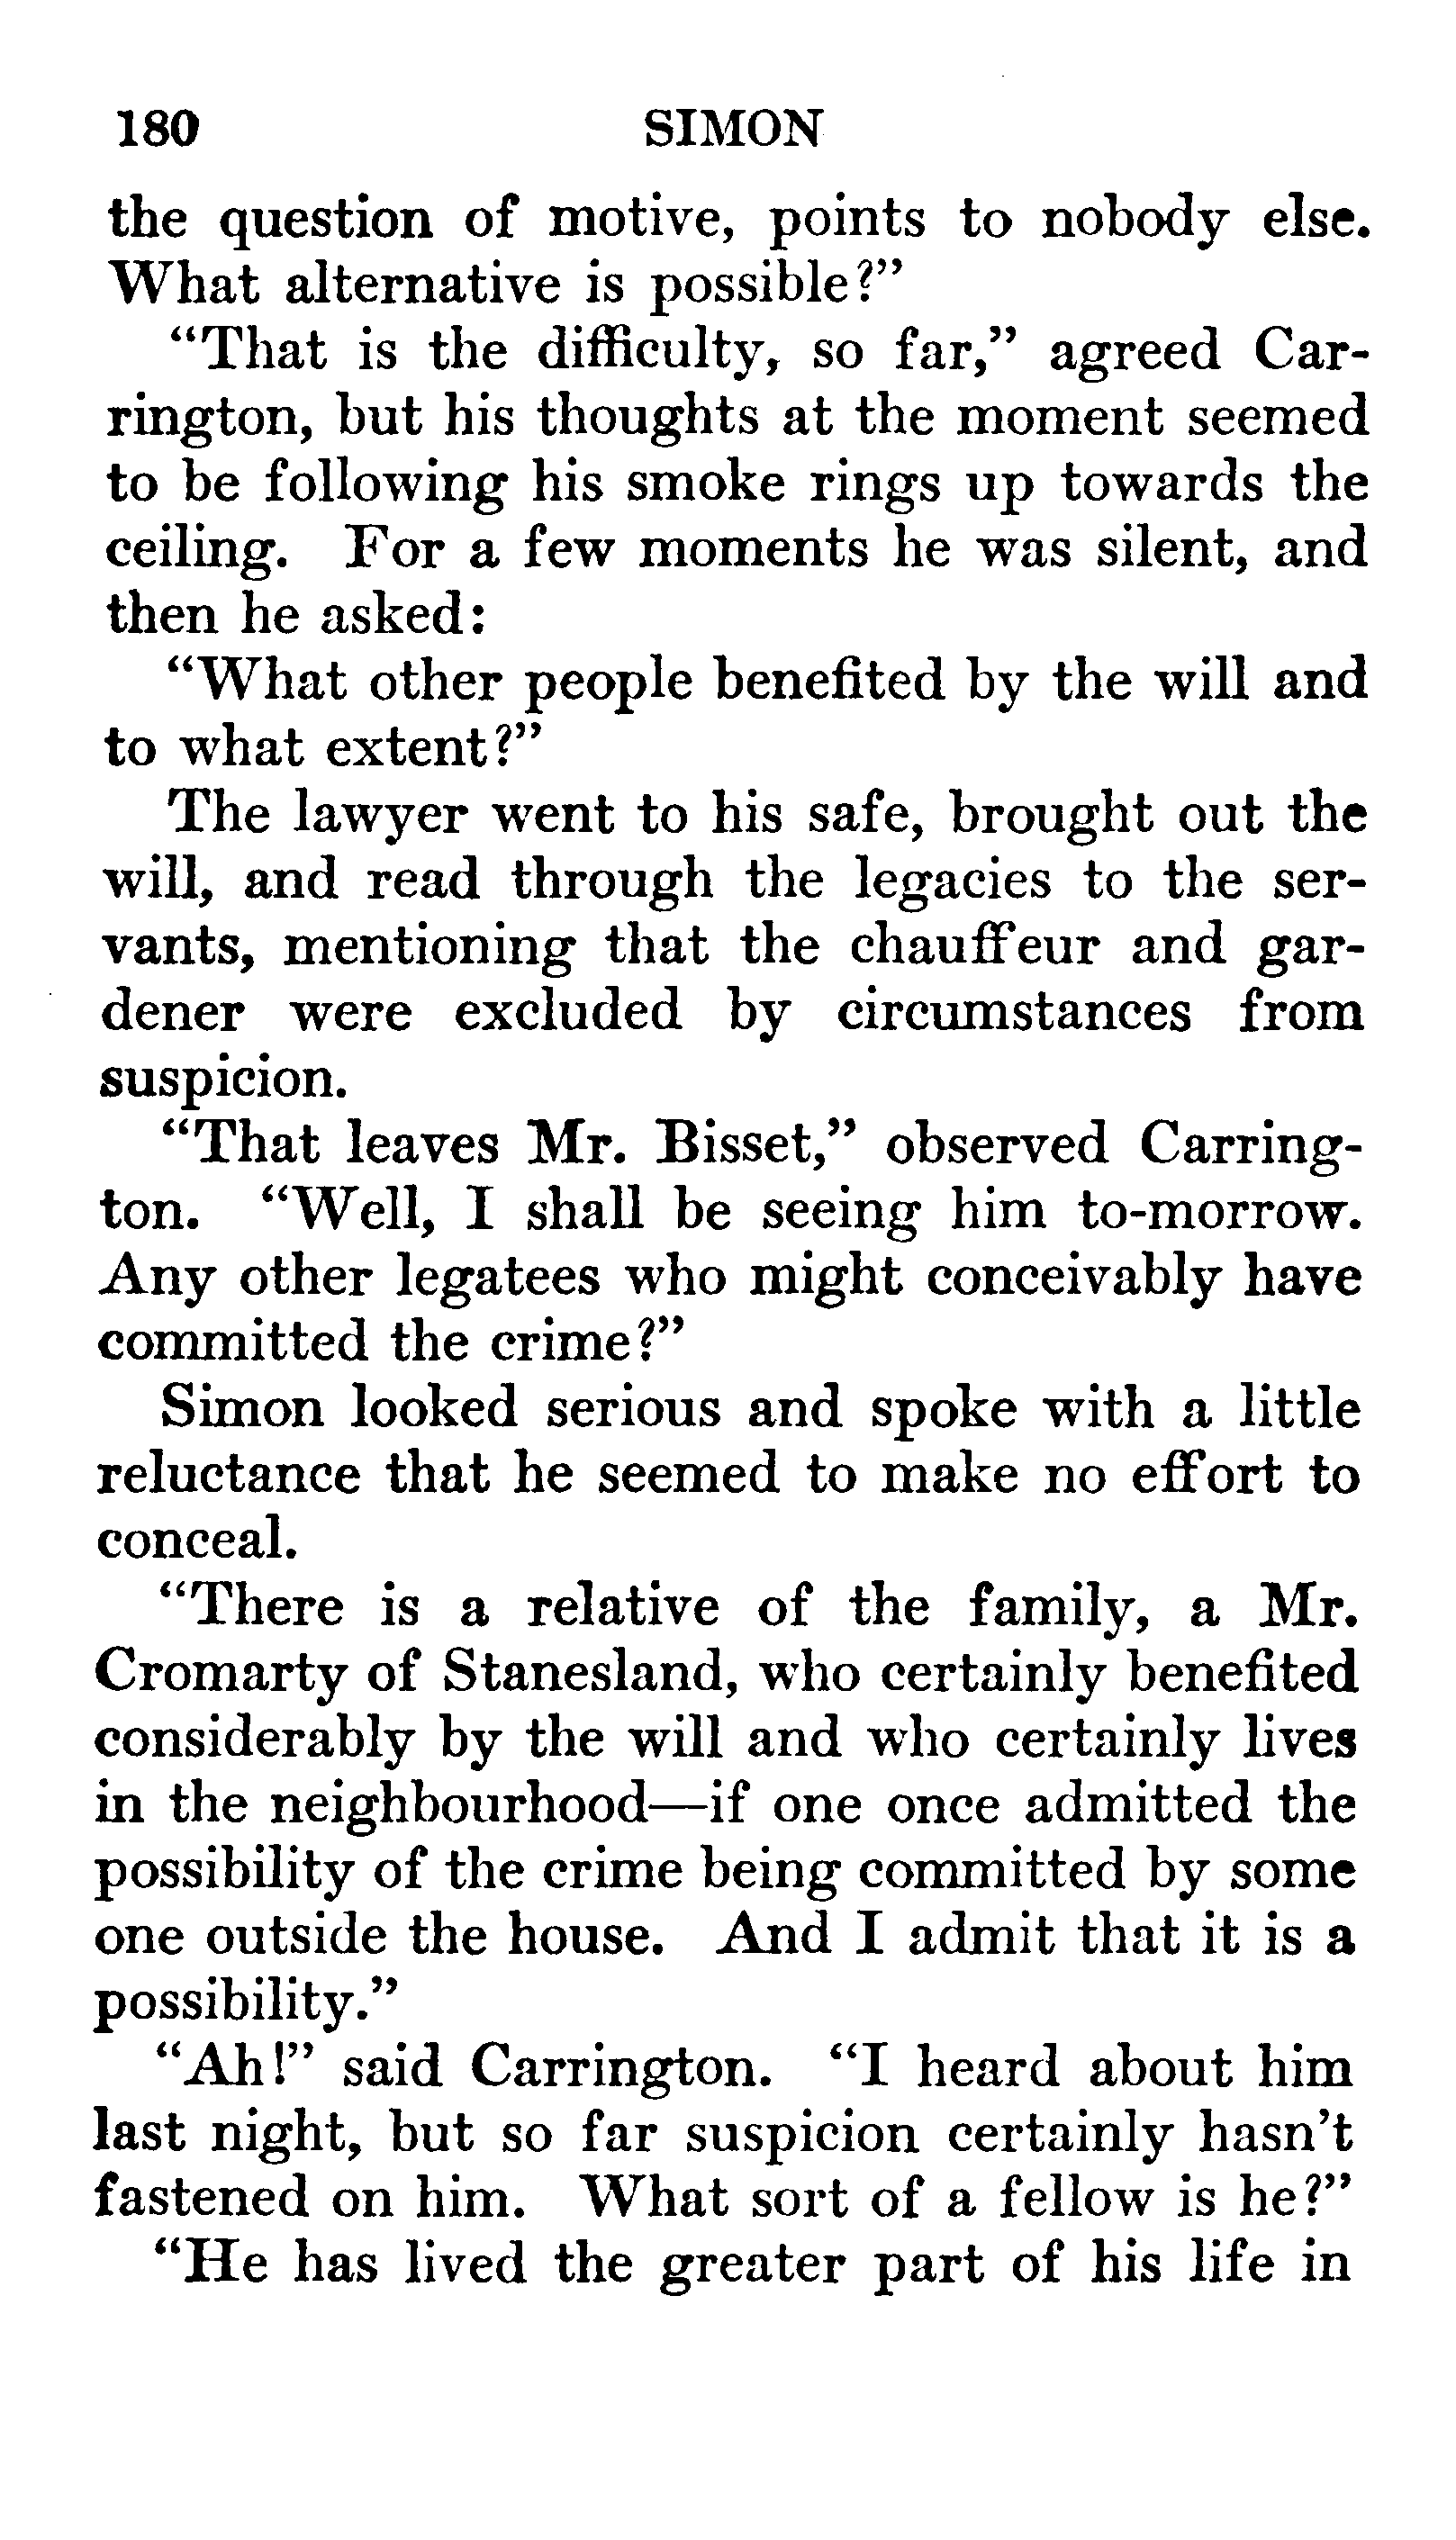 180 SIMON
the question of motive, points to nobody else.
What alternative is possible?”
“That is the difficulty, so far,” agreed Car-
rington, but his thoughts at the moment seemed
to be following his smoke rings up towards the
ceiling. For a few moments he was silent, and
then he asked:
“What other people benefited by the will and
to what extent?”
The lawyer went to his safe, brought out the
will, and read through the legacies to the ser-
vants, mentioning that the chauffeur and gar-
dener were excluded by circumstances from
suspicion.
“That leaves Mr. Bisset,” observed Carring-
ton. “Well, I shall be seeing him to-morrow.
Any other legatees who might conceivably have
committed the crime?”
Simon looked serious and spoke with a little
reluctance that he seemed to make no effort to
conceal.
“There is a relative of the family, a Mr.
Cromarty of Stanesland, who certainly benefited
considerably by the will and who certainly lives
in the neighbourhood—if one once admitted the
possibility of the crime being committed by some
one outside the house. And I admit that it is a
possibility.”
“Ah!” said Carrington. “I heard about him
last night, but so far suspicion certainly hasn’t
fastened on him. What sort of a fellow is he?”
“He has lived the greater part of his life in